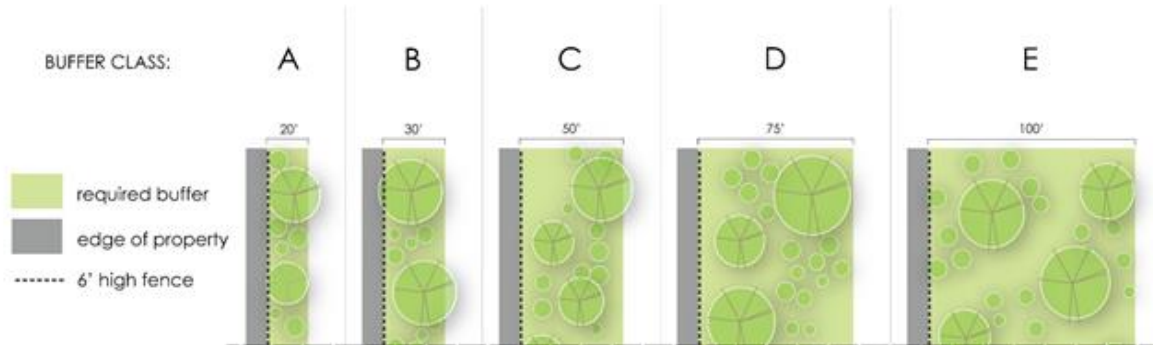 BUFFER CLASS: A B C D E
20' 30' 50' 75' 100'
required buffer
edge of property
6' high fence